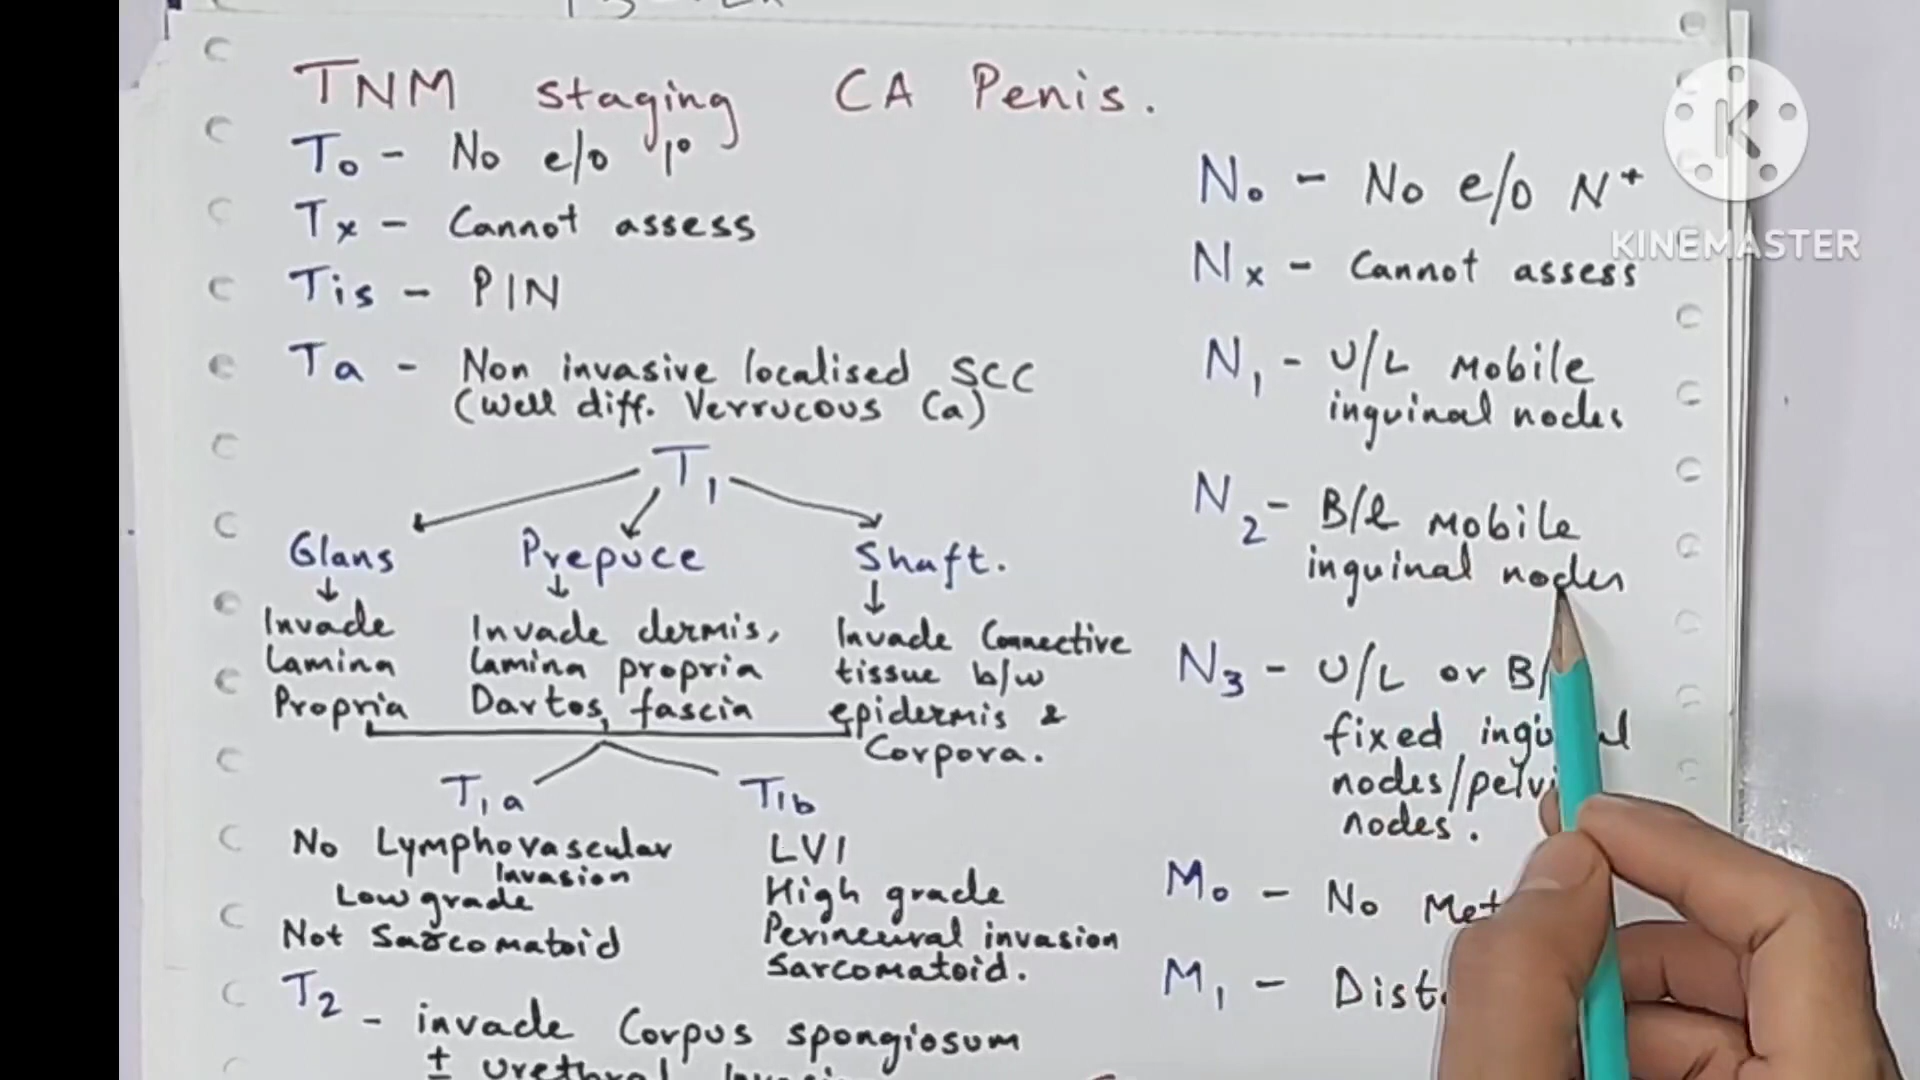 TNM staging CA Penis.
T0 - No e/o 1°
Tx - Cannot assess
Tis - PIN
Ta - Non invasive localised SCC
(Well diff. Verrucous Ca)
T1
Glans
Invade
Lamina
Propria
Prepuce
Invade dermis,
Lamina propria
Dartos fascia
Shaft.
Invade Connective
tissue b/w
epidermis &
Corpora.
T1a
No Lymphovascular
Invasion
Low grade
Not Sarcomatoid
T1b
LVI
High grade
Perineural invasion
Sarcomatoid.
T2 - invade Corpus spongiosum
± urethral
N0 - No e/o N+
Nx - Cannot assess
N1 - U/L Mobile
inguinal nodes
N2 - B/L Mobile
inguinal nodes
N3 - U/L or B/
fixed
nodes/
nodes.
M0 - No
M1 -
K
KINEMASTER